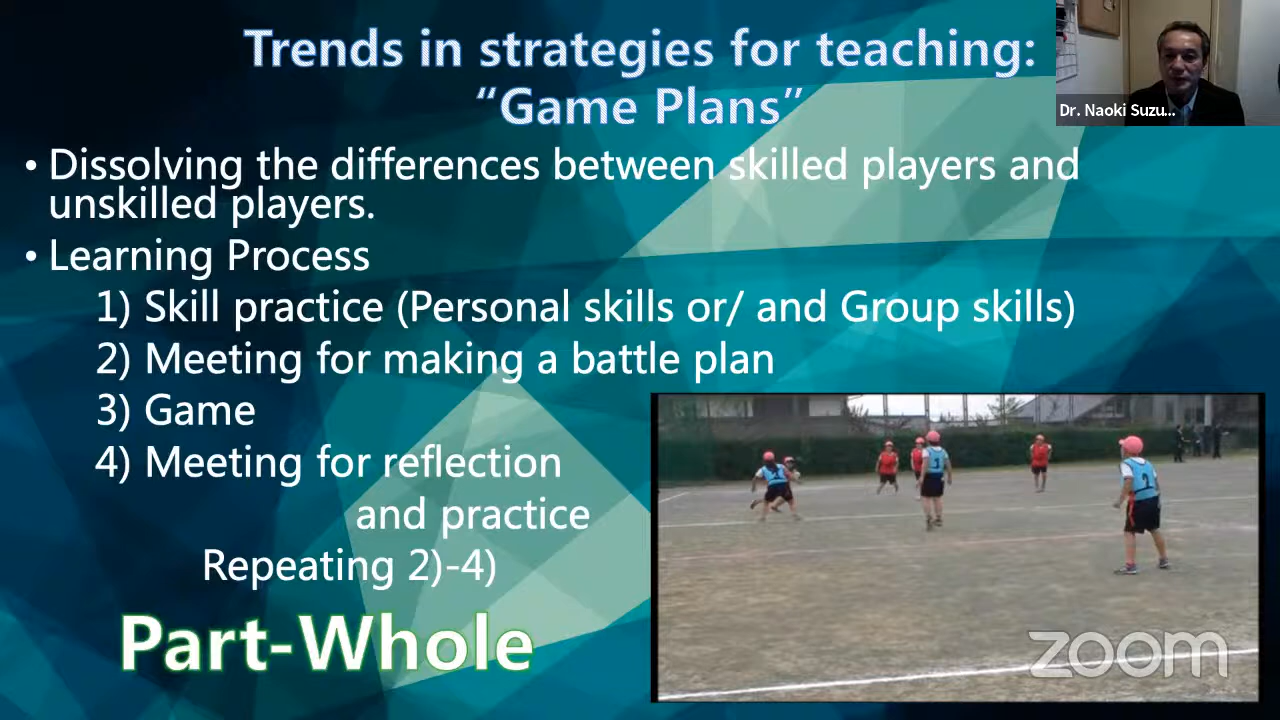 Trends in strategies for teaching:
“Game Plans”
Dr. Naoki Suzu...
• Dissolving the differences between skilled players and
unskilled players.
• Learning Process
1) Skill practice (Personal skills or/ and Group skills)
2) Meeting for making a battle plan
3) Game
4) Meeting for reflection
and practice
Repeating 2)-4)
Part-Whole
3
2
zoom